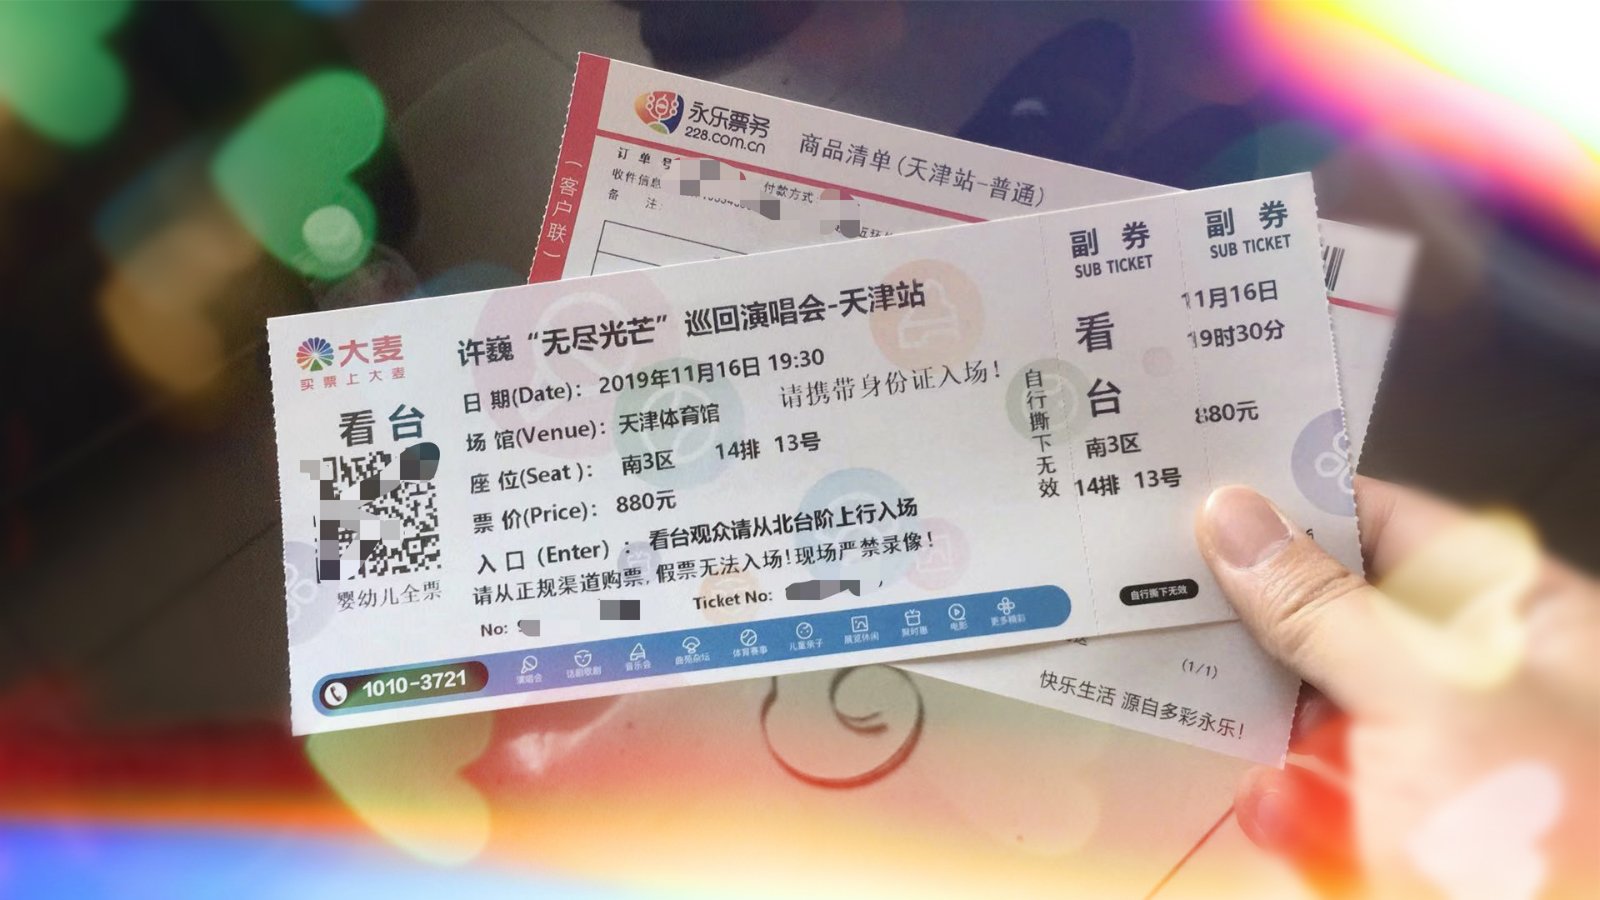 永乐票务
228.com.cn
商品清单(天津站-普通)
(客户联)
订 单 号
收件信息
付款方式
备 注:
大麦
买票上大麦
看台
婴幼儿全票
许巍“无尽光芒”巡回演唱会-天津站
日 期(Date): 2019年11月16日 19:30
请携带身份证入场!
场 馆(Venue): 天津体育馆
座 位(Seat ): 南3区 14排 13号
票 价(Price): 880元
入 口 (Enter) : 看台观众请从北台阶上行入场
请从正规渠道购票,假票无法入场!现场严禁录像!
No:
Ticket No:
1010-3721
演唱会
话剧歌剧
音乐会
曲苑杂坛
体育赛事
儿童亲子
展览休闲
限时惠
电影
更多精彩
自行撕下无效
副 券
SUB TICKET
看台
南3区
14排 13号
自行撕下无效
副 券
SUB TICKET
11月16日
19时30分
880元
(1/1)
快乐生活 源自多彩永乐!